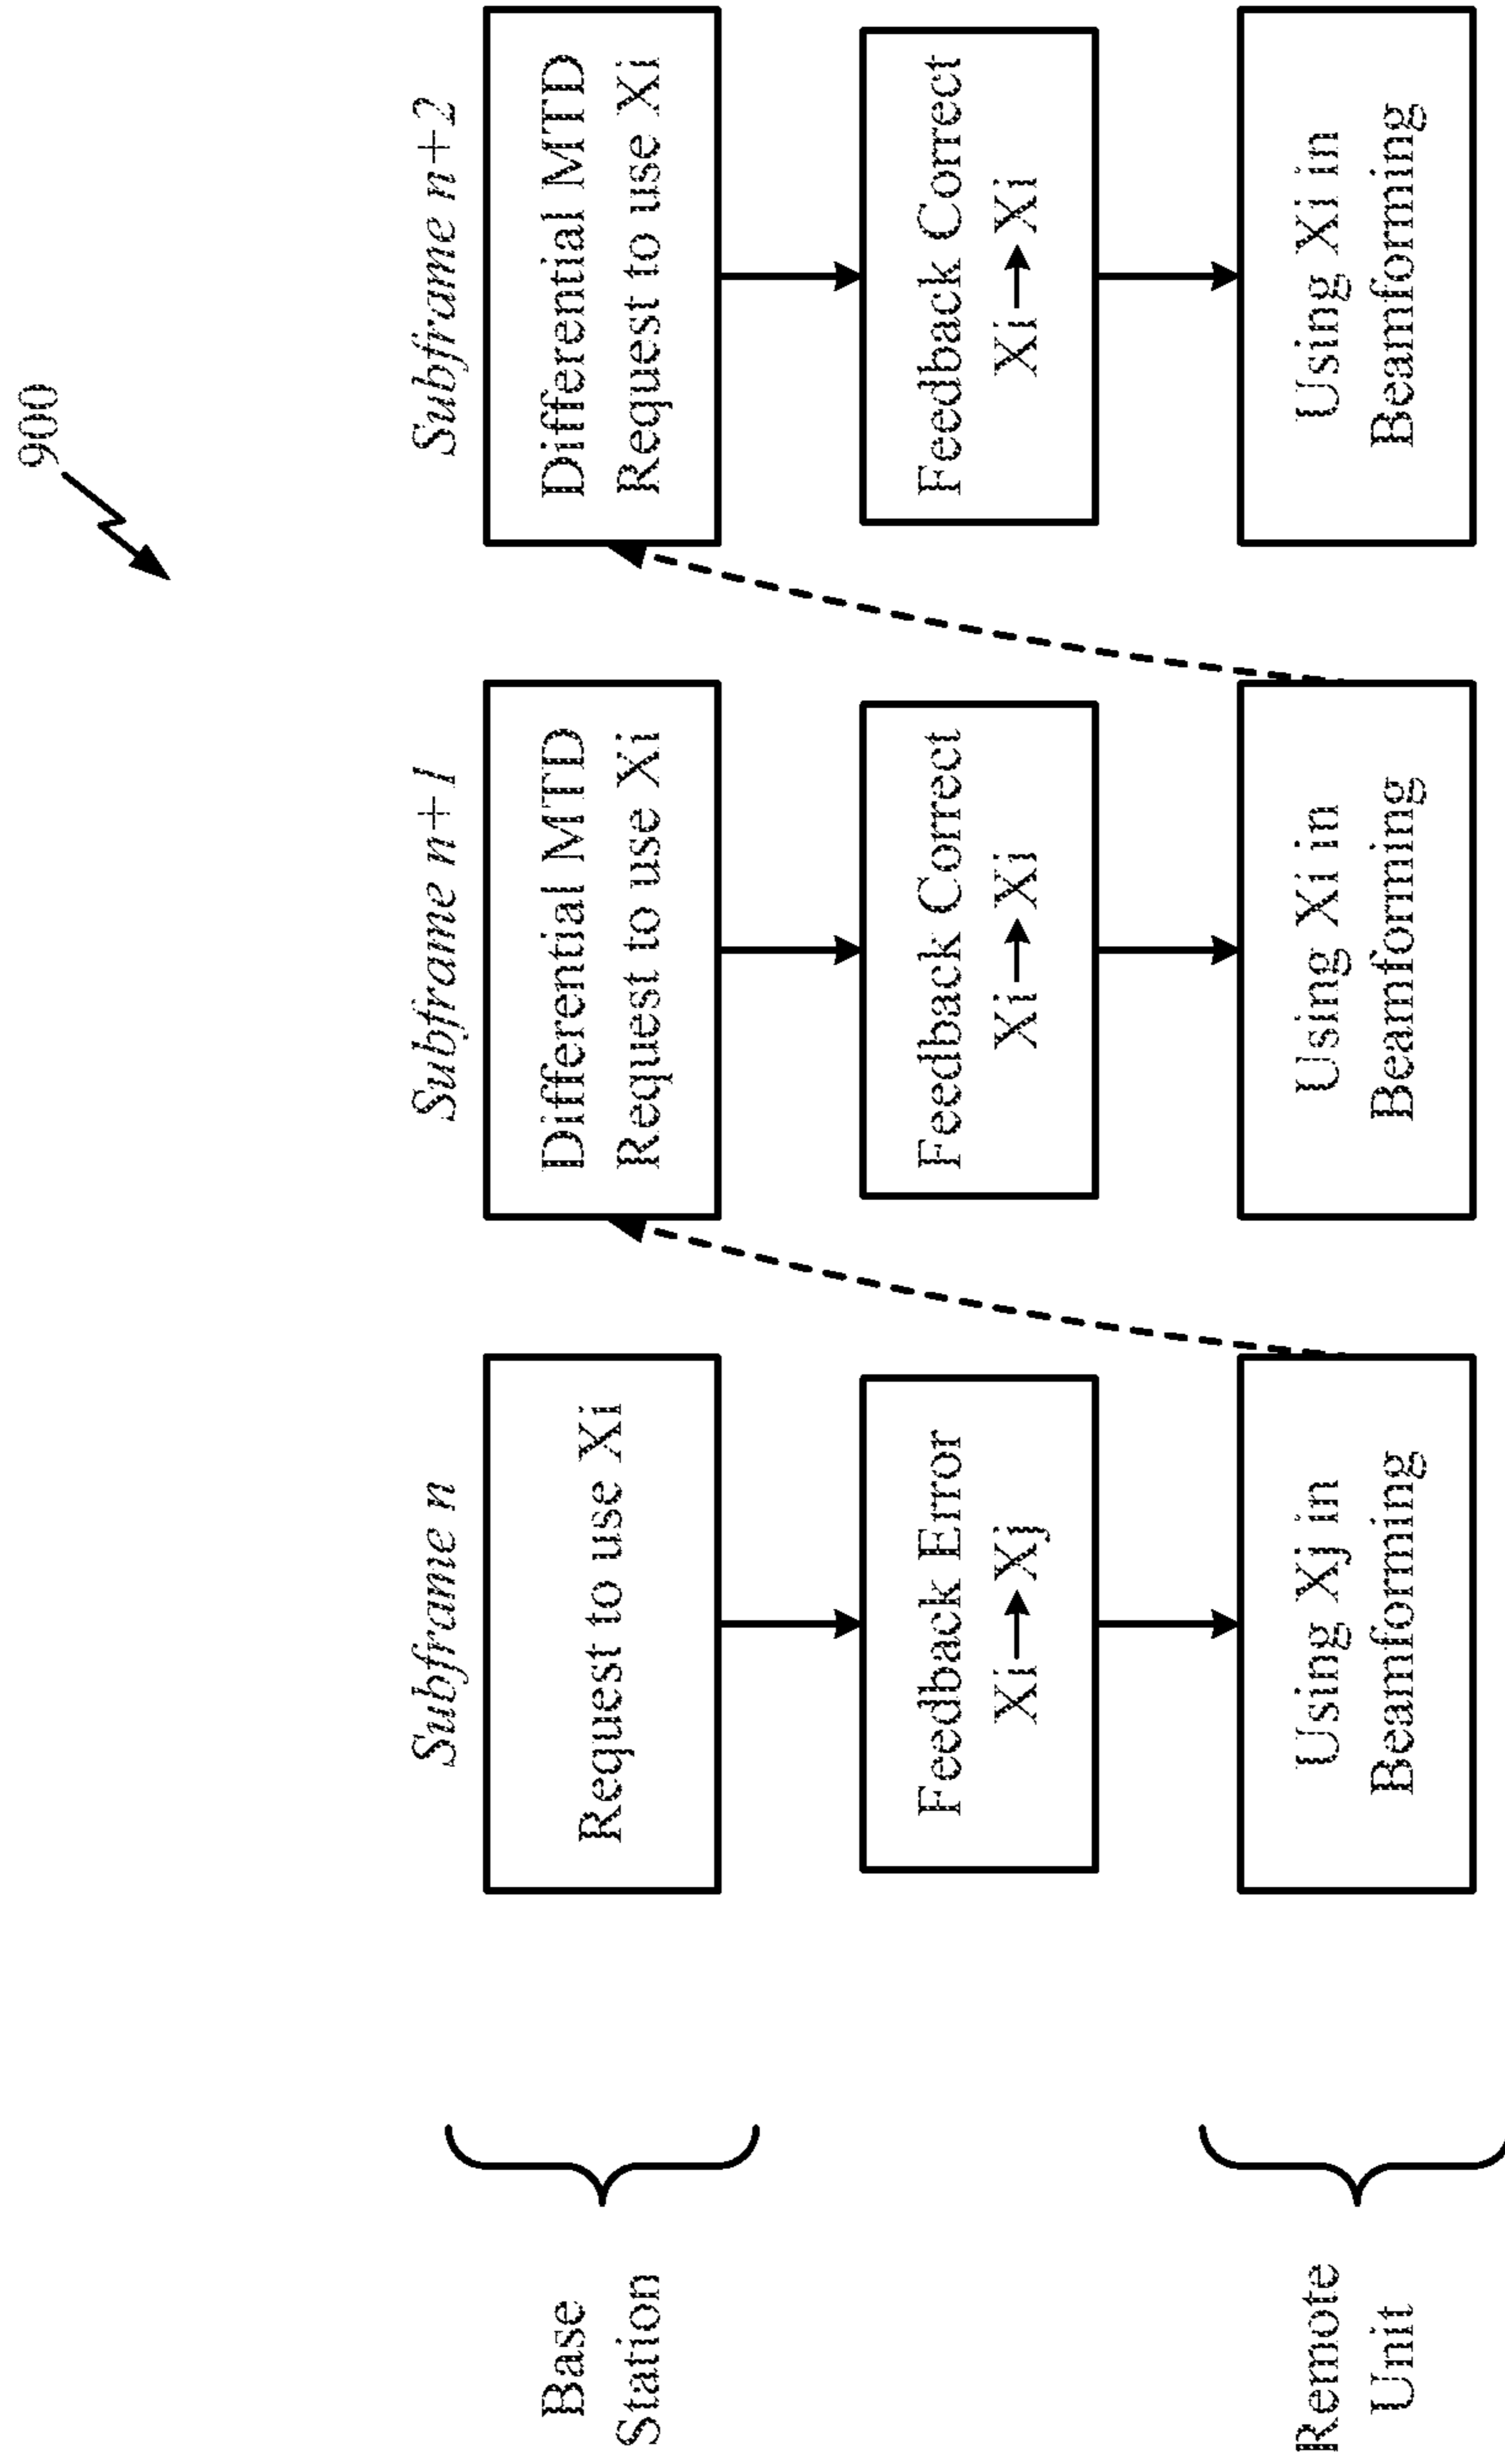 900
Subframe n
Subframe n+1
Subframe n+2
Base
Station
Request to use Xi
Differential MTD
Request to use Xi
Differential MTD
Request to use Xi
Feedback Error
Xi→Xj
Feedback Correct
Xi→Xi
Feedback Correct
Xi→Xi
Remote
Unit
Using Xj in
Beamforming
Using Xi in
Beamforming
Using Xi in
Beamforming